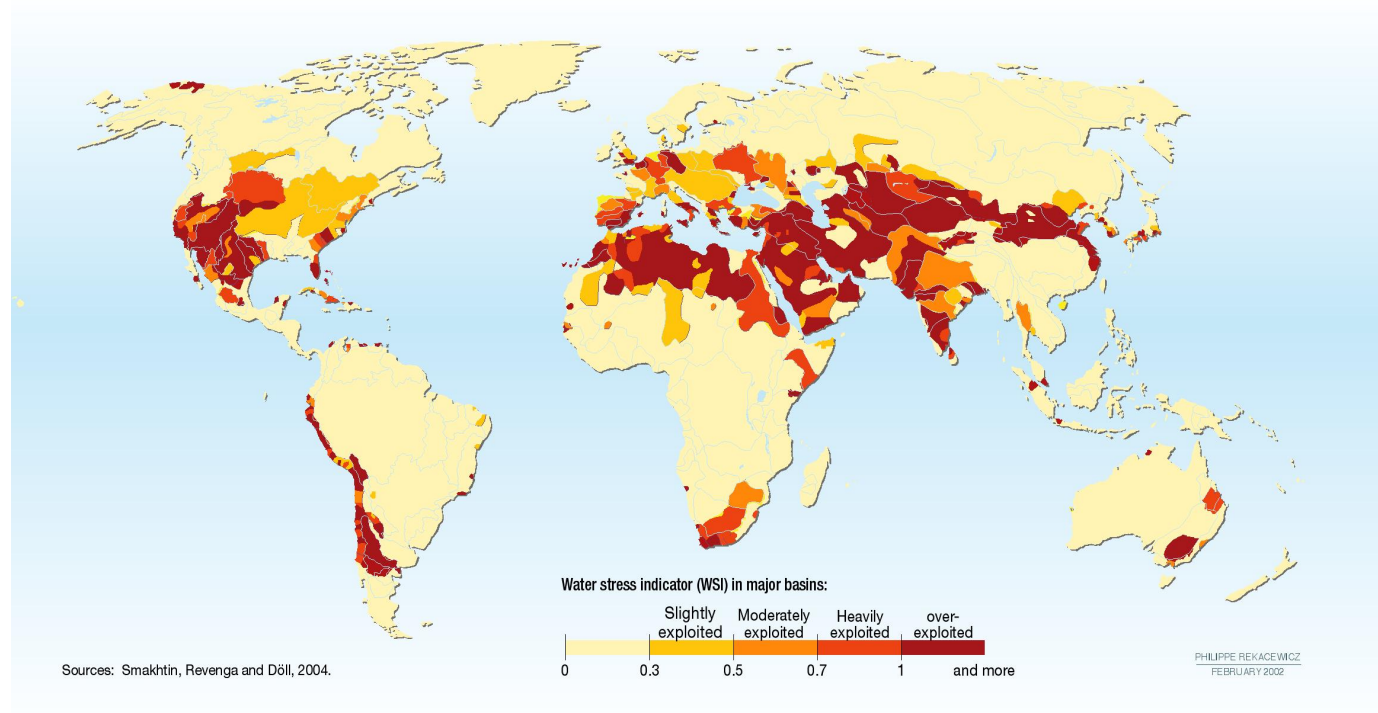 Water stress indicator (WSI) in major basins:
Slightly exploited
Moderately exploited
Heavily exploited
over-exploited
0
0.3
0.5
0.7
1
and more
Sources: Smakhtin, Revenga and Döll, 2004.
PHILIPPE REKACEWICZ
FEBRUARY 2002